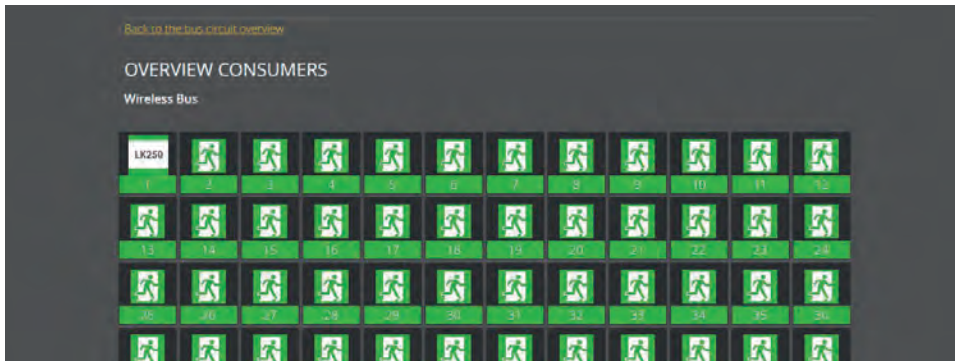 Back to the bus circuit overview
OVERVIEW CONSUMERS
Wireless Bus
LK250
1 2 3 4 5 6 7 8 9 10 11 12
13 14 15 16 17 18 19 20 21 22 23 24
25 26 27 28 29 30 31 32 33 34 35 36